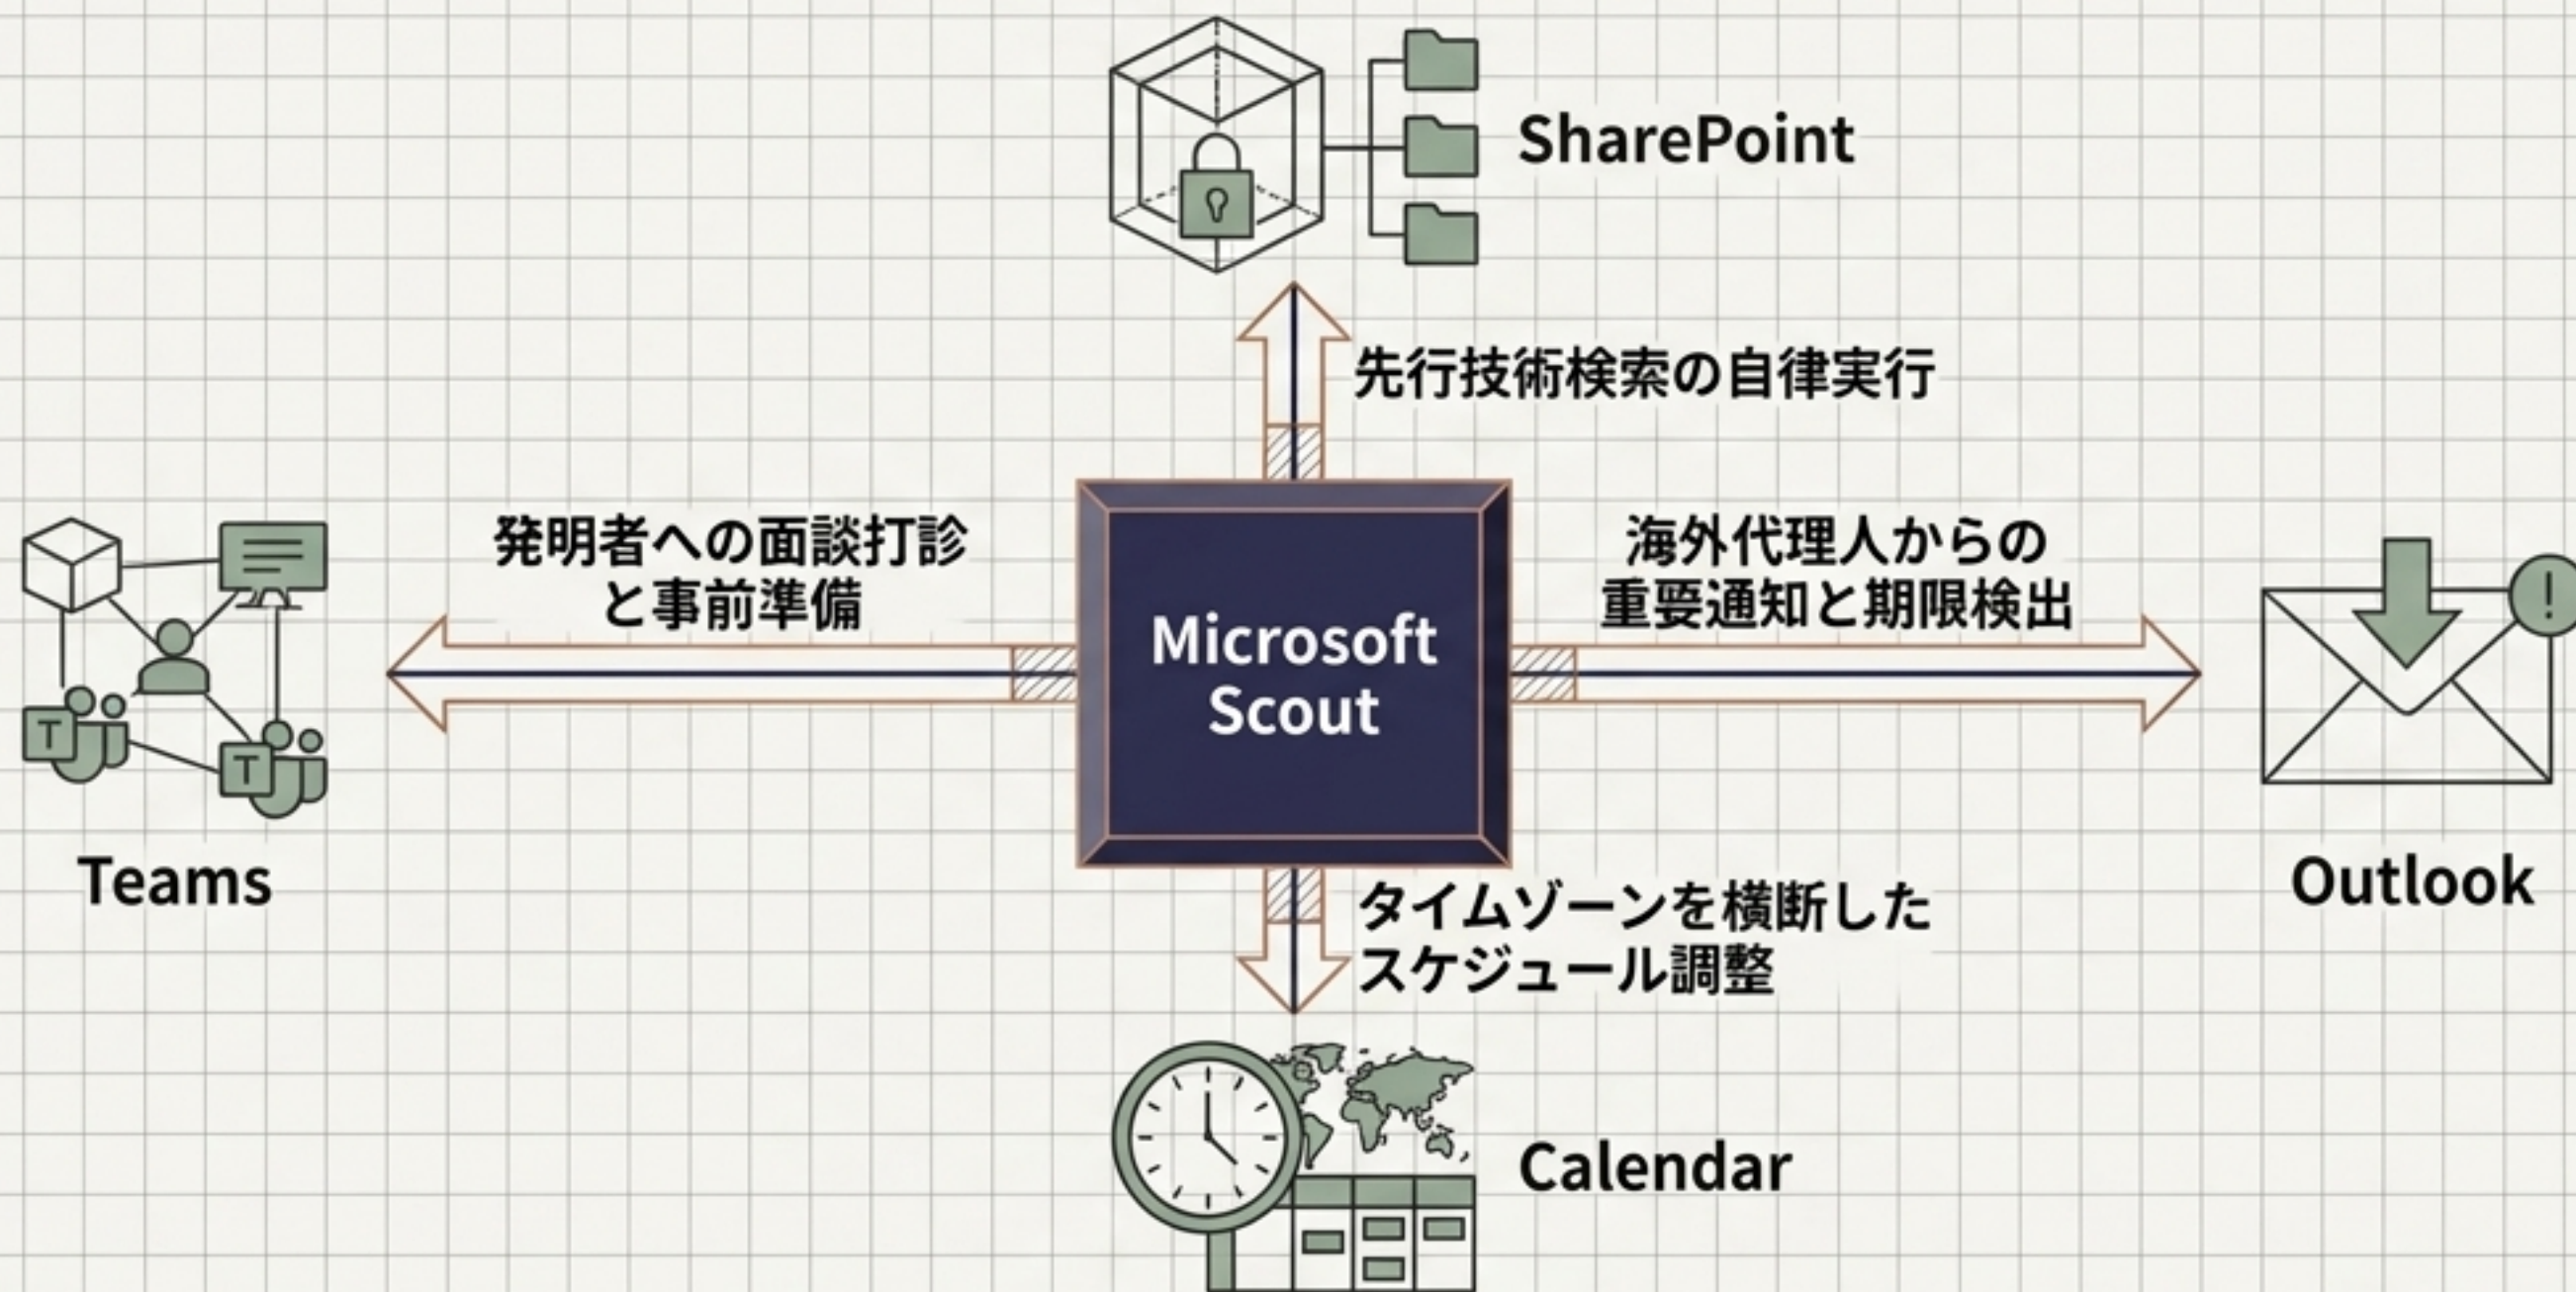 SharePoint
先行技術検索の自律実行
発明者への面談打診
と事前準備
海外代理人からの
重要通知と期限検出
Microsoft
Scout
T
T
!
Teams
Outlook
タイムゾーンを横断した
スケジュール調整
Calendar